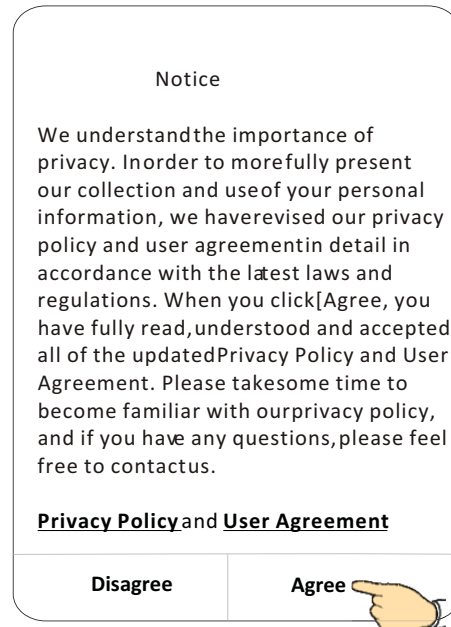 Notice
We understandthe importance of
privacy. Inorder to morefully present
our collection and useof your personal
information, we haverevised our privacy
policy and user agreementin detail in
accordance with the latest laws and
regulations. When you click[Agree, you
have fully read,understood and accepted
all of the updatedPrivacy Policy and User
Agreement. Please takesome time to
become familiar with ourprivacy policy,
and if you have any questions,please feel
free to contactus.
Privacy Policy and User Agreement
Disagree Agree